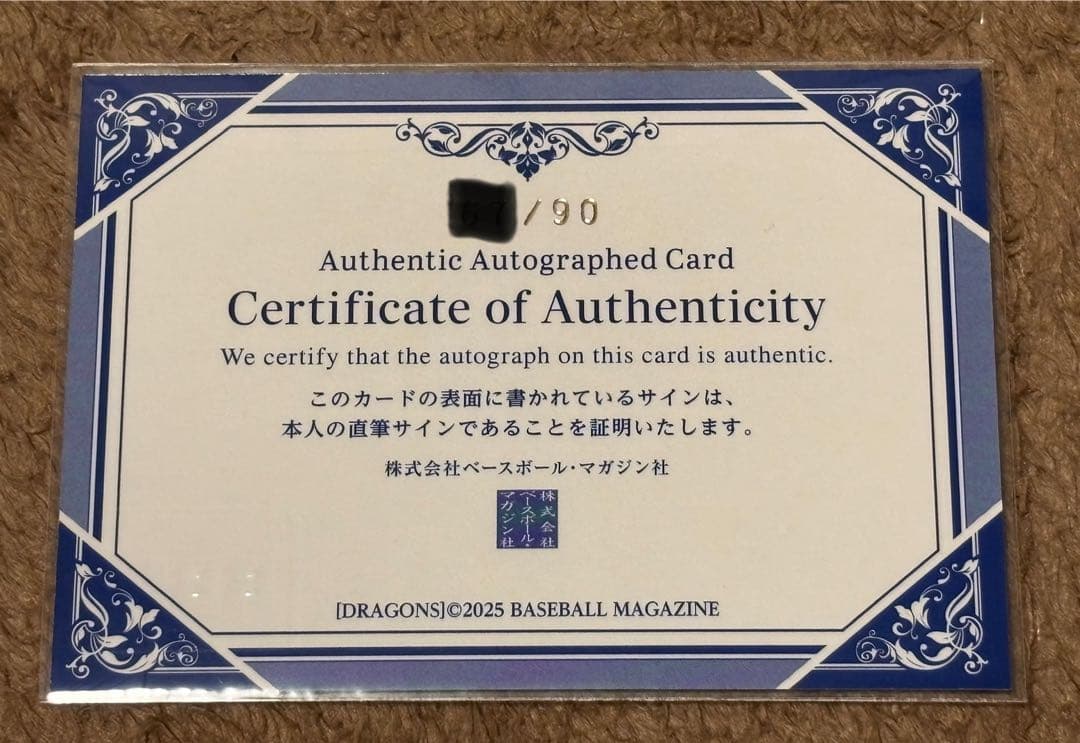 /90
Authentic Autographed Card
Certificate of Authenticity
We certify that the autograph on this card is authentic.
このカードの表面に書かれているサインは、
本人の直筆サインであることを証明いたします。
株式会社ベースボール・マガジン社
株式会社
ベースボール・
マガジン社
[DRAGONS]©2025 BASEBALL MAGAZINE